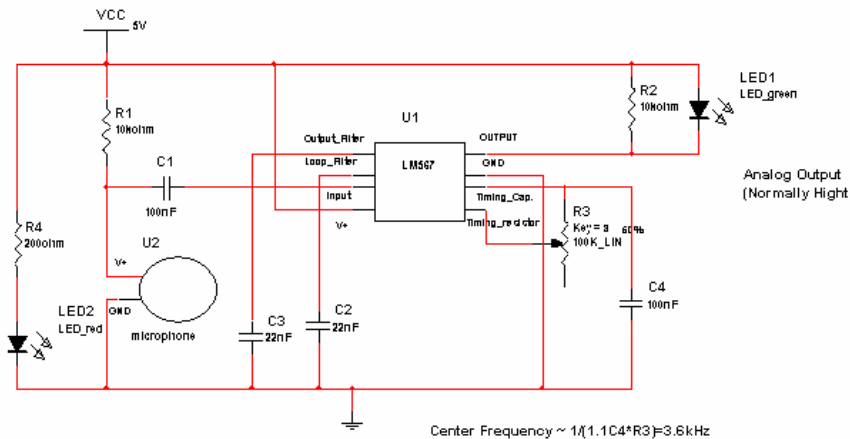 VCC
5V
R1
10kohm
R2
10kohm
LED1
LED_green
U1
C1
100nF
Output_Filter
Loop_Filter
Input
V+
LM567
OUTPUT
GND
Timing_Cap.
Timing_resistor
Analog Output
(Normally Hight
R3
Key = a
60%
100K_LIN
R4
200ohm
U2
V+
GND
microphone
LED2
LED_red
C3
22nF
C2
22nF
C4
100nF
Center Frequency ~ 1/(1.1C4*R3)=3.6kHz